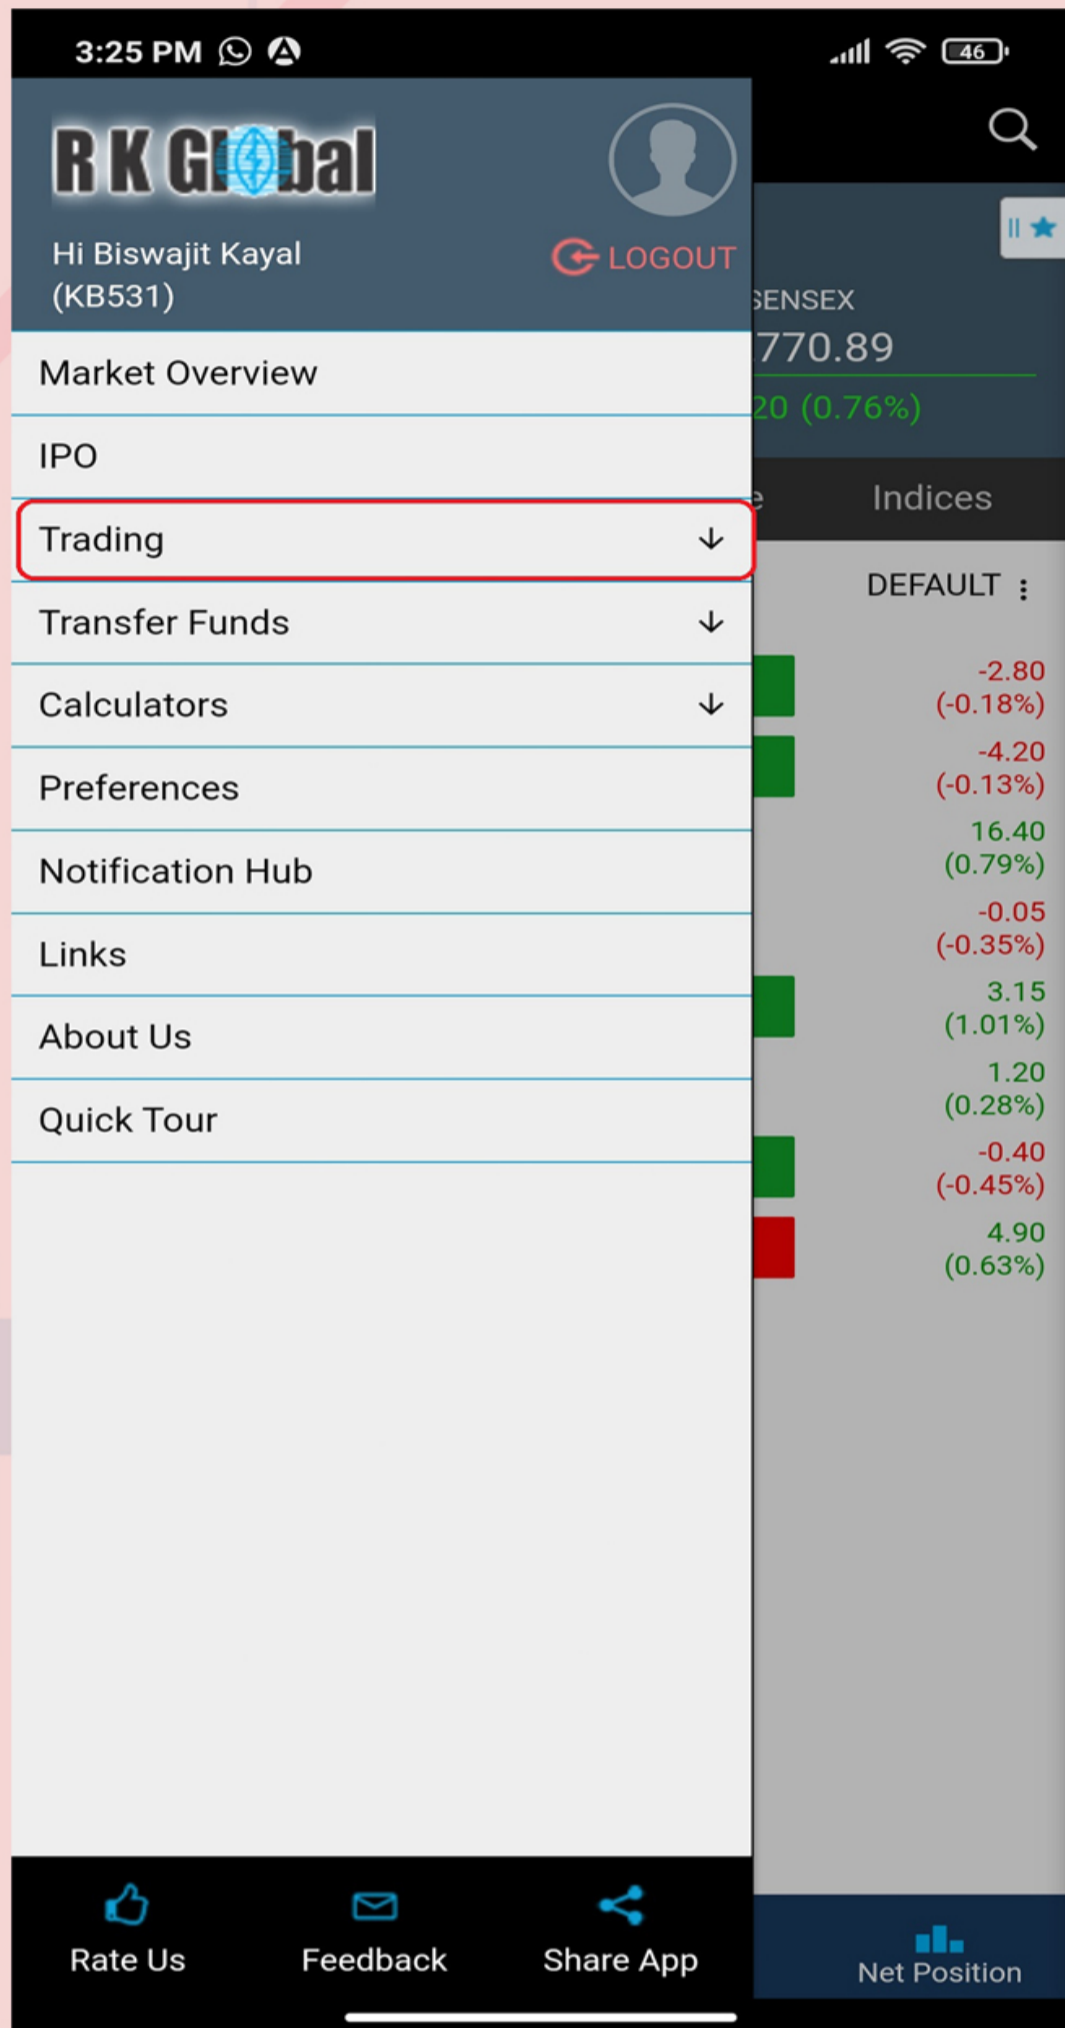 3:25 PM
46
R K Global
Hi Biswajit Kayal
(KB531)
LOGOUT
SENSEX
770.89
20 (0.76%)
Market Overview
IPO
Trading
Transfer Funds
Calculators
Preferences
Notification Hub
Links
About Us
Quick Tour
Indices
DEFAULT
-2.80
(-0.18%)
-4.20
(-0.13%)
16.40
(0.79%)
-0.05
(-0.35%)
3.15
(1.01%)
1.20
(0.28%)
-0.40
(-0.45%)
4.90
(0.63%)
Rate Us
Feedback
Share App
Net Position